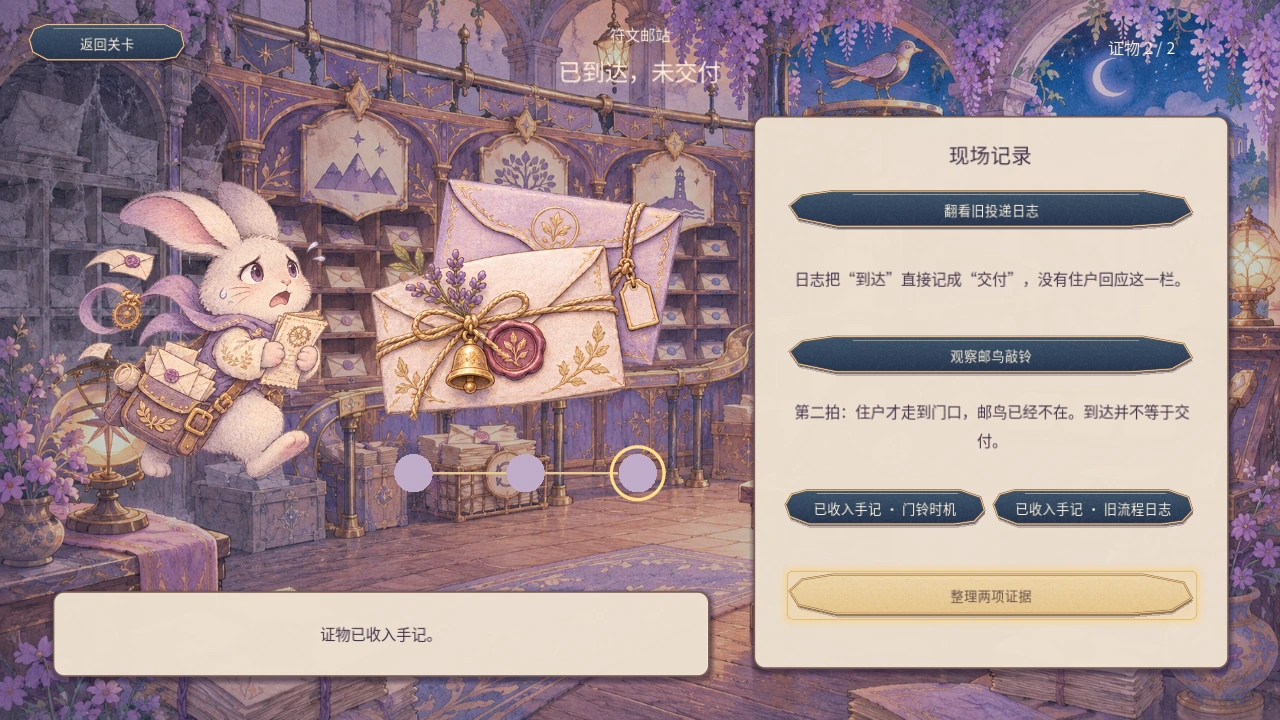 返回关卡
符文邮站
已到达，未交付
证物 2 / 2
现场记录
翻看旧投递日志
日志把“到达”直接记成“交付”，没有住户回应这一栏。
观察邮鸟敲铃
第二拍：住户才走到门口，邮鸟已经不在。到达并不等于交
付。
已收入手记 · 门铃时机
已收入手记 · 旧流程日志
整理两项证据
证物已收入手记。